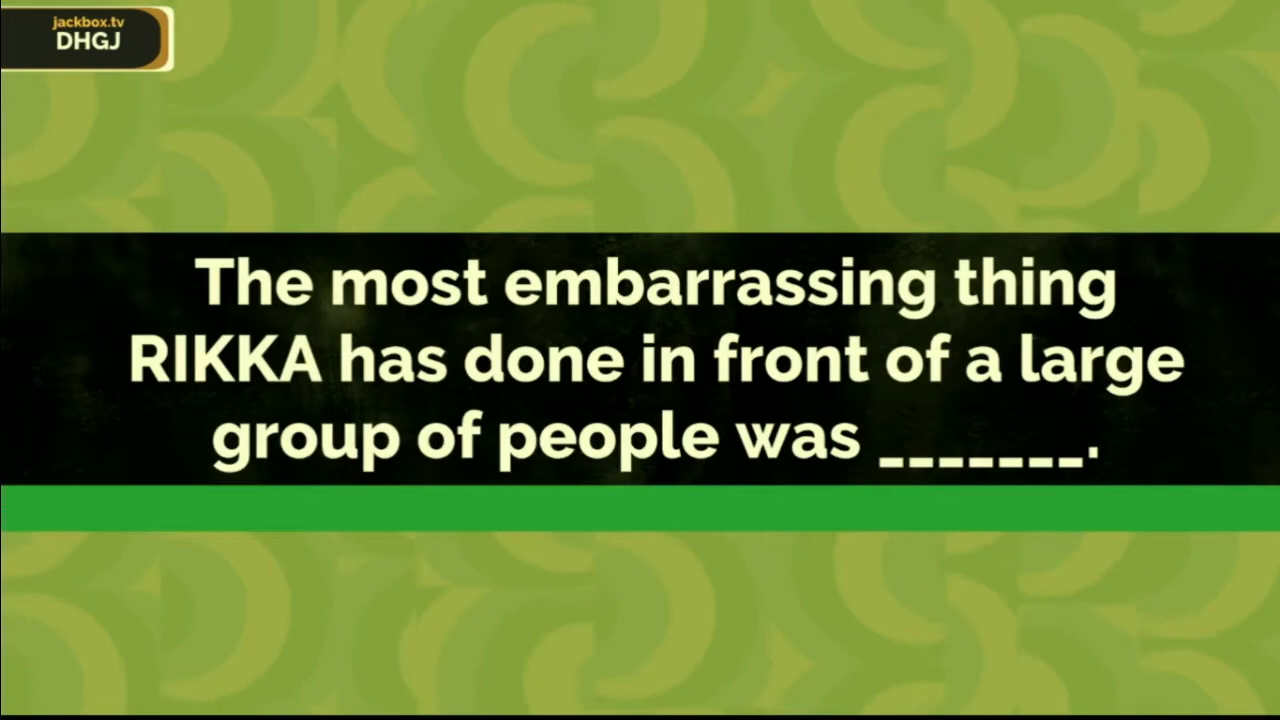 jackbox.tv
DHGJ
The most embarrassing thing
RIKKA has done in front of a large
group of people was _______.